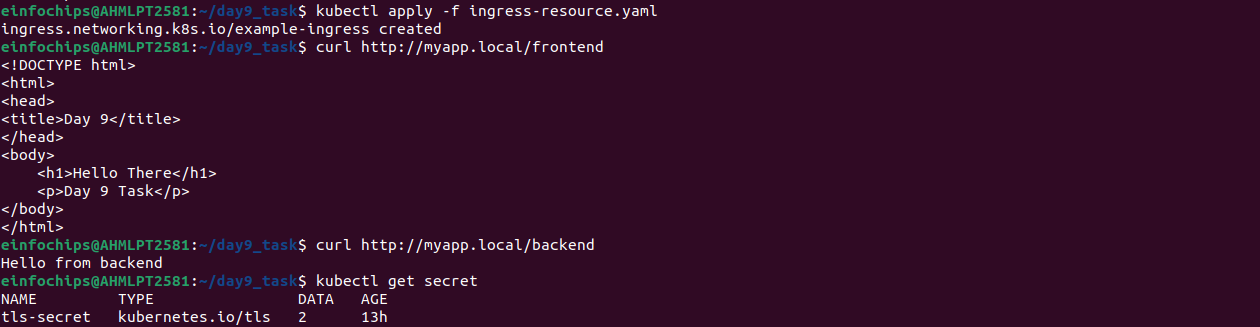 einfochips@AHMLPT2581:~/day9_task$ kubectl apply -f ingress-resource.yaml
ingress.networking.k8s.io/example-ingress created
einfochips@AHMLPT2581:~/day9_task$ curl http://myapp.local/frontend
<!DOCTYPE html>
<html>
<head>
<title>Day 9</title>
</head>
<body>
    <h1>Hello There</h1>
    <p>Day 9 Task</p>
</body>
</html>
einfochips@AHMLPT2581:~/day9_task$ curl http://myapp.local/backend
Hello from backend
einfochips@AHMLPT2581:~/day9_task$ kubectl get secret
NAME         TYPE                DATA   AGE
tls-secret   kubernetes.io/tls   2      13h